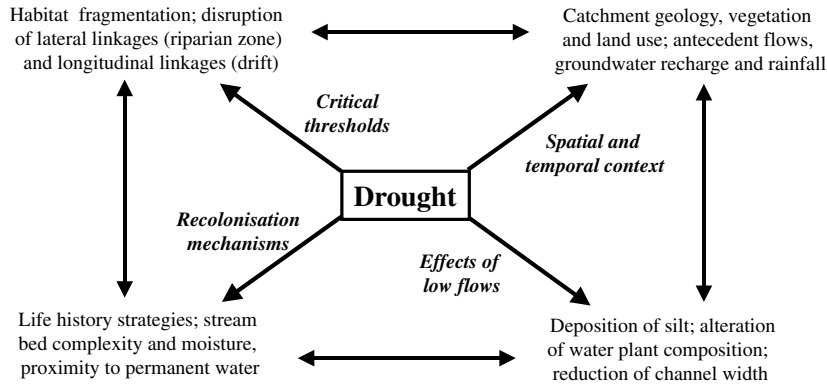 Habitat fragmentation; disruption
of lateral linkages (riparian zone)
and longitudinal linkages (drift)
Catchment geology, vegetation
and land use; antecedent flows,
groundwater recharge and rainfall
Critical
thresholds
Spatial and
temporal context
Drought
Recolonisation
mechanisms
Effects of
low flows
Life history strategies; stream
bed complexity and moisture,
proximity to permanent water
Deposition of silt; alteration
of water plant composition;
reduction of channel width